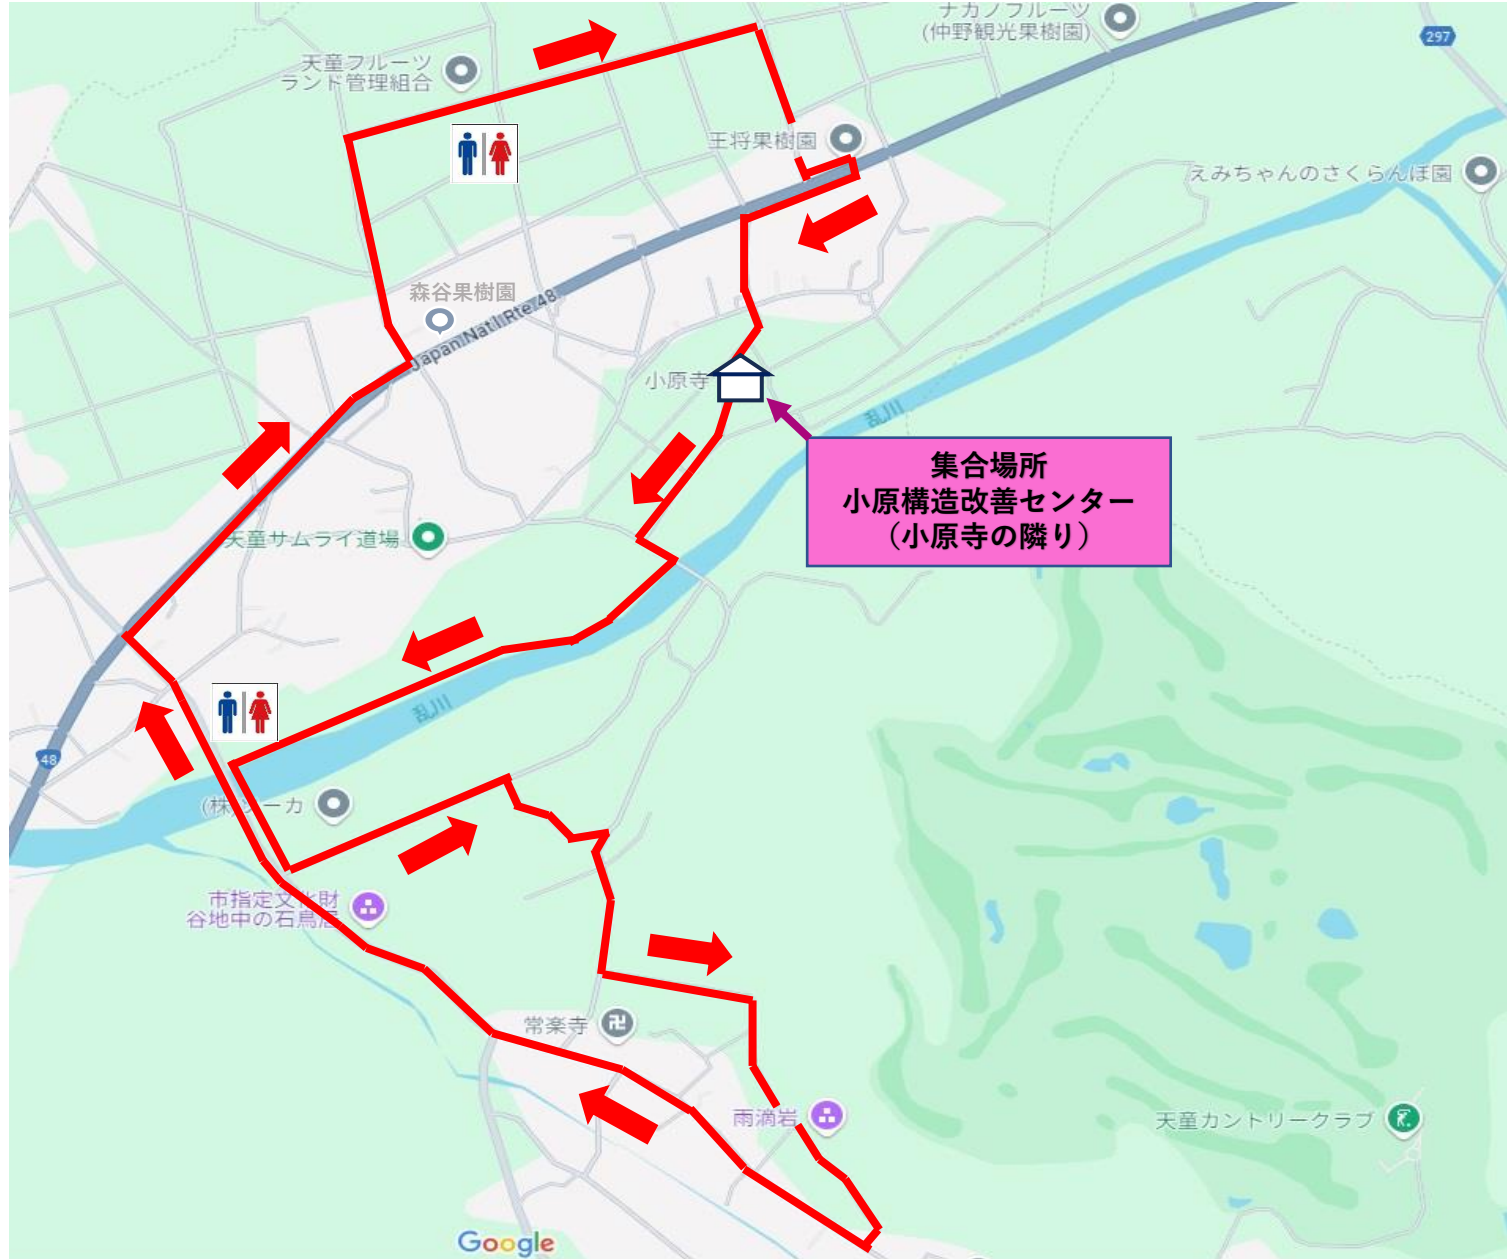 ナカノフルーツ
(仲野観光果樹園)
297
天童フルーツ
ランド管理組合
王将果樹園
えみちゃんのさくらんぼ園
森谷果樹園
Japan Nat'l Rte 48
小原寺
乱川
集合場所
小原構造改善センター
（小原寺の隣り）
天童サムライ道場
乱川
48
市指定文化財
谷地中の石鳥居
常楽寺
卍
雨滴岩
天童カントリークラブ
Google